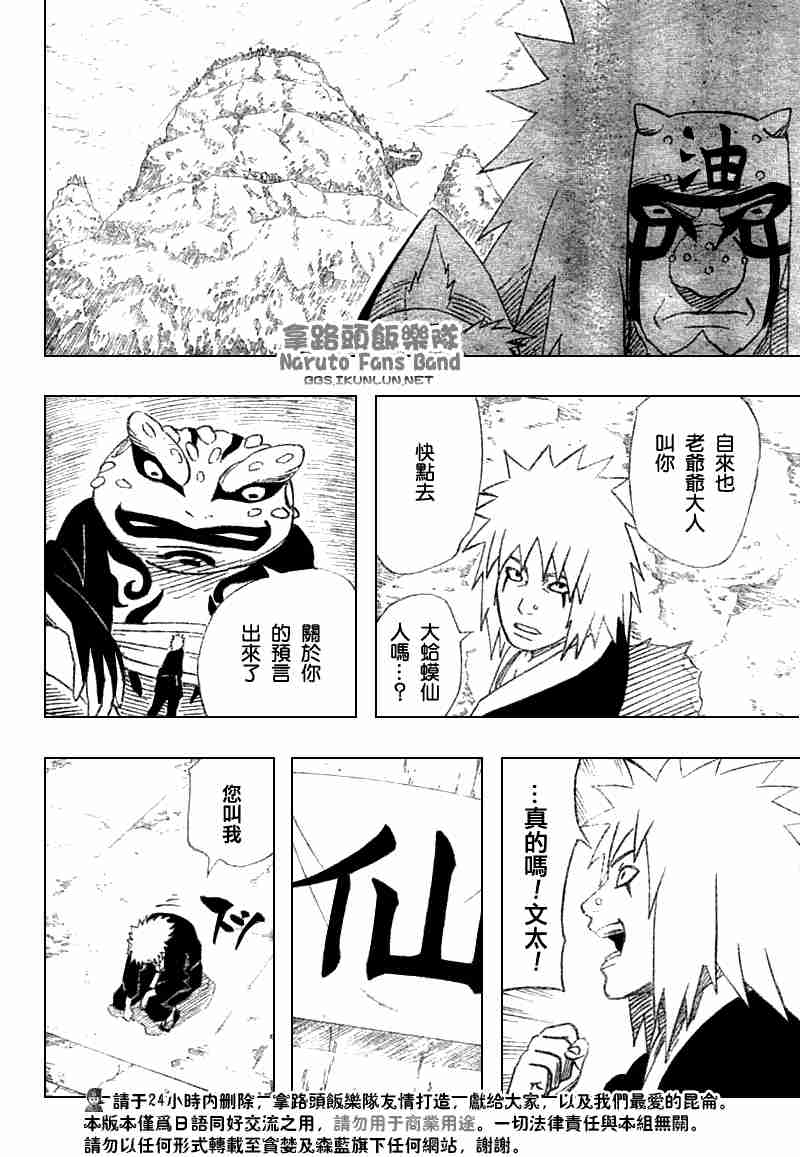 油
拿路頭飯樂隊
Naruto Fans Band
GGS.IKUNLUN.NET
自來也
老爺爺大人
叫你
快點去
大蛤蟆仙
人嗎…？
關於你
的預言
出來了
…真的嗎！文太！
仙
您叫我
ドッ
請于24小時內删除，拿路頭飯樂隊友情打造，獻給大家，以及我們最愛的昆侖。
本版本僅爲日語同好交流之用，請勿用于商業用途。一切法律責任與本組無關。
請勿以任何形式轉載至貪婪及森藍旗下任何網站，謝謝。